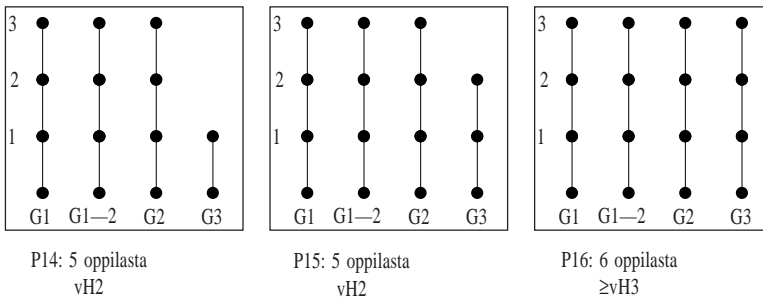 3
2
1
G1 G1—2 G2 G3
P14: 5 oppilasta
vH2
3
2
1
G1 G1—2 G2 G3
P15: 5 oppilasta
vH2
3
2
1
G1 G1—2 G2 G3
P16: 6 oppilasta
≥vH3